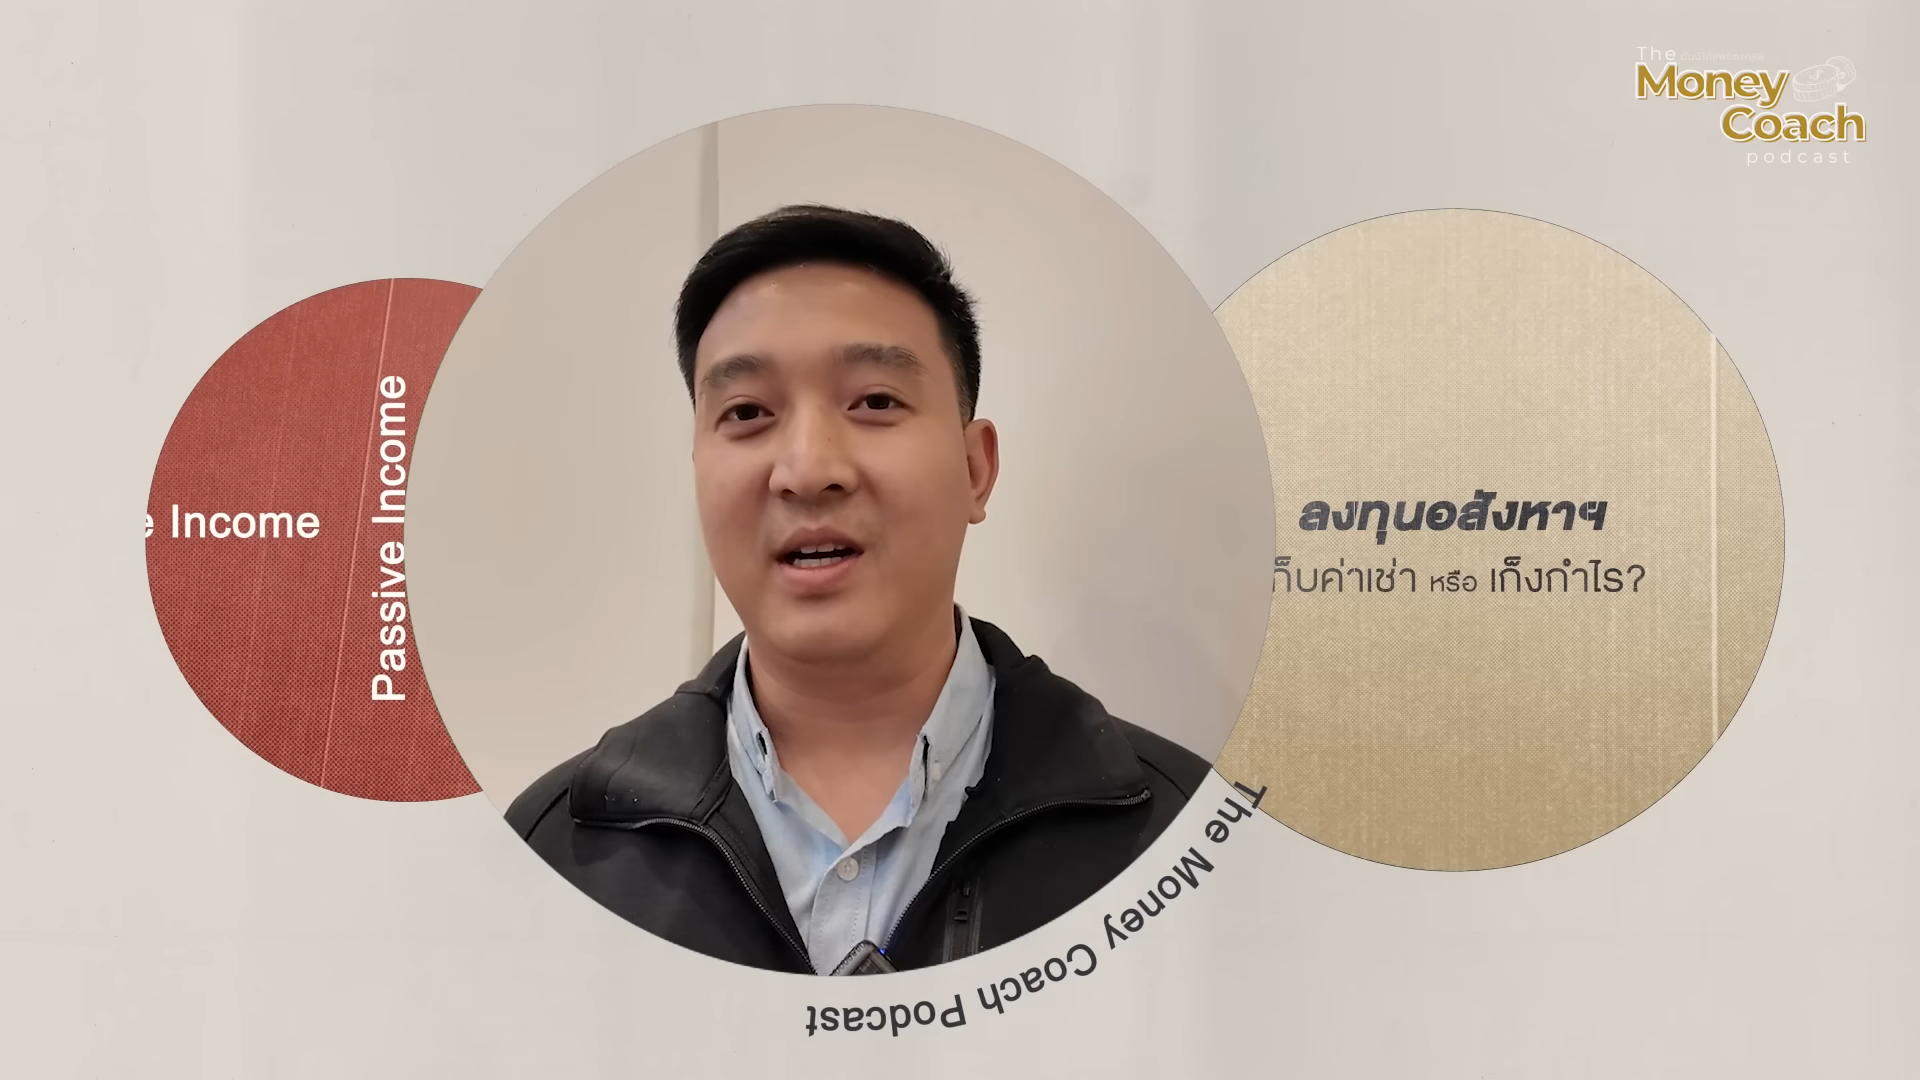 The
Money
Coach
podcast
e Income
Passive Income
ลงทุนอสังหาฯ
ก็บค่าเช่า หรือ เก็งกำไร?
The Money Coach Podcast